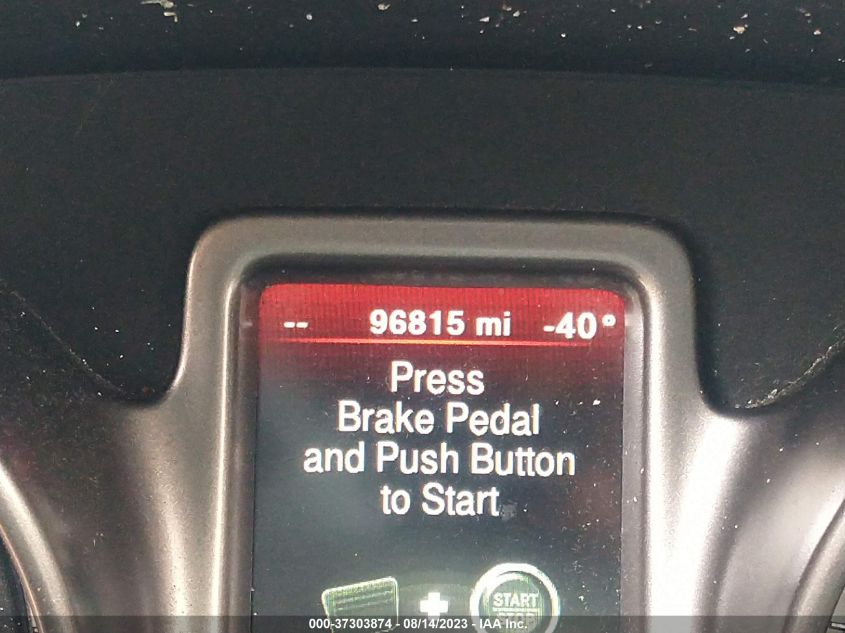 -- 96815 mi -40°
Press
Brake Pedal
and Push Button
to Start
START
000-37303874 | 08/14/2023 - IAA Inc.